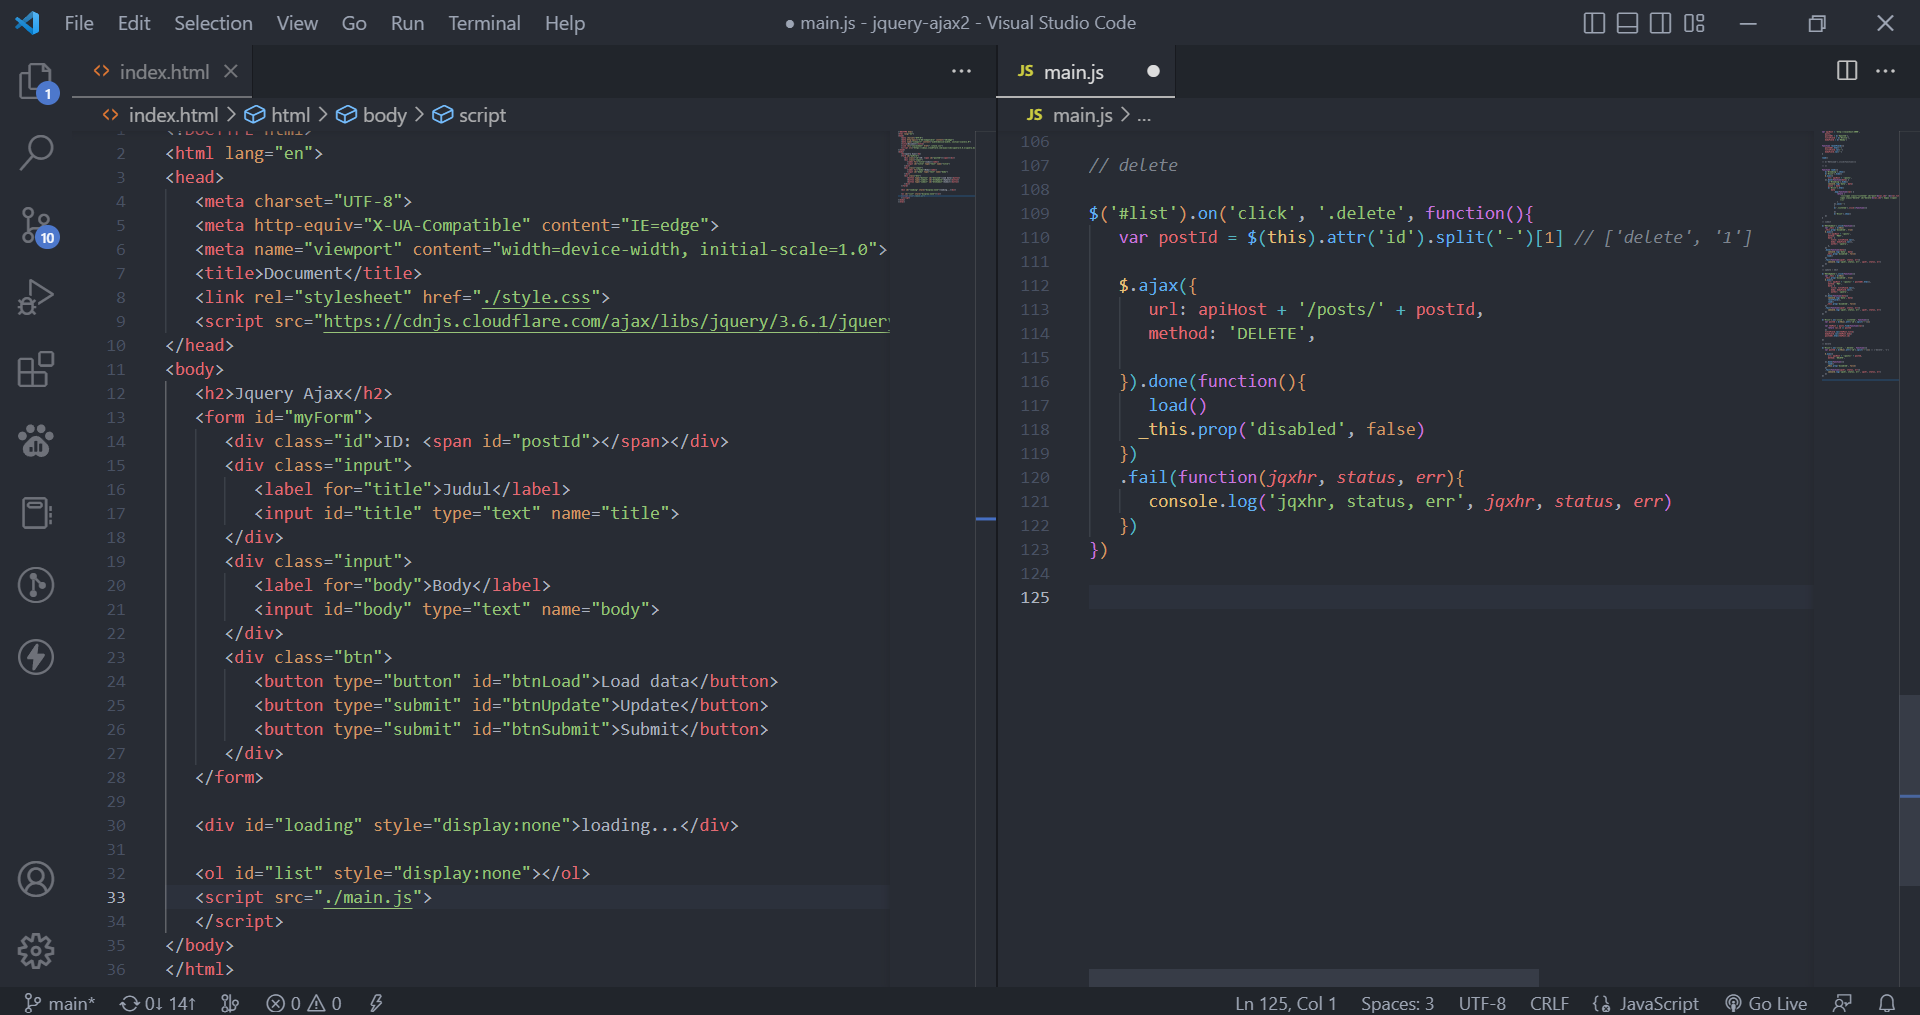 File Edit Selection View Go Run Terminal Help
● main.js - jquery-ajax2 - Visual Studio Code
index.html
1
index.html > html > body > script
10
1 <!DOCTYPE html>
2 <html lang="en">
3 <head>
4 <meta charset="UTF-8">
5 <meta http-equiv="X-UA-Compatible" content="IE=edge">
6 <meta name="viewport" content="width=device-width, initial-scale=1.0">
7 <title>Document</title>
8 <link rel="stylesheet" href="./style.css">
9 <script src="https://cdnjs.cloudflare.com/ajax/libs/jquery/3.6.1/jquery
10 </head>
11 <body>
12 <h2>Jquery Ajax</h2>
13 <form id="myForm">
14 <div class="id">ID: <span id="postId"></span></div>
15 <div class="input">
16 <label for="title">Judul</label>
17 <input id="title" type="text" name="title">
18 </div>
19 <div class="input">
20 <label for="body">Body</label>
21 <input id="body" type="text" name="body">
22 </div>
23 <div class="btn">
24 <button type="button" id="btnLoad">Load data</button>
25 <button type="submit" id="btnUpdate">Update</button>
26 <button type="submit" id="btnSubmit">Submit</button>
27 </div>
28 </form>
29
30 <div id="loading" style="display:none">loading...</div>
31
32 <ol id="list" style="display:none"></ol>
33 <script src="./main.js">
34 </script>
35 </body>
36 </html>
JS main.js
JS main.js > ...
106
107 // delete
108
109 $('#list').on('click', '.delete', function(){
110 var postId = $(this).attr('id').split('-')[1] // ['delete', '1']
111
112 $.ajax({
113 url: apiHost + '/posts/' + postId,
114 method: 'DELETE',
115
116 }).done(function(){
117 load()
118 _this.prop('disabled', false)
119 })
120 .fail(function(jqxhr, status, err){
121 console.log('jqxhr, status, err', jqxhr, status, err)
122 })
123 })
124
125
main* 0↓ 14↑ 0 0
Ln 125, Col 1 Spaces: 3 UTF-8 CRLF JavaScript Go Live